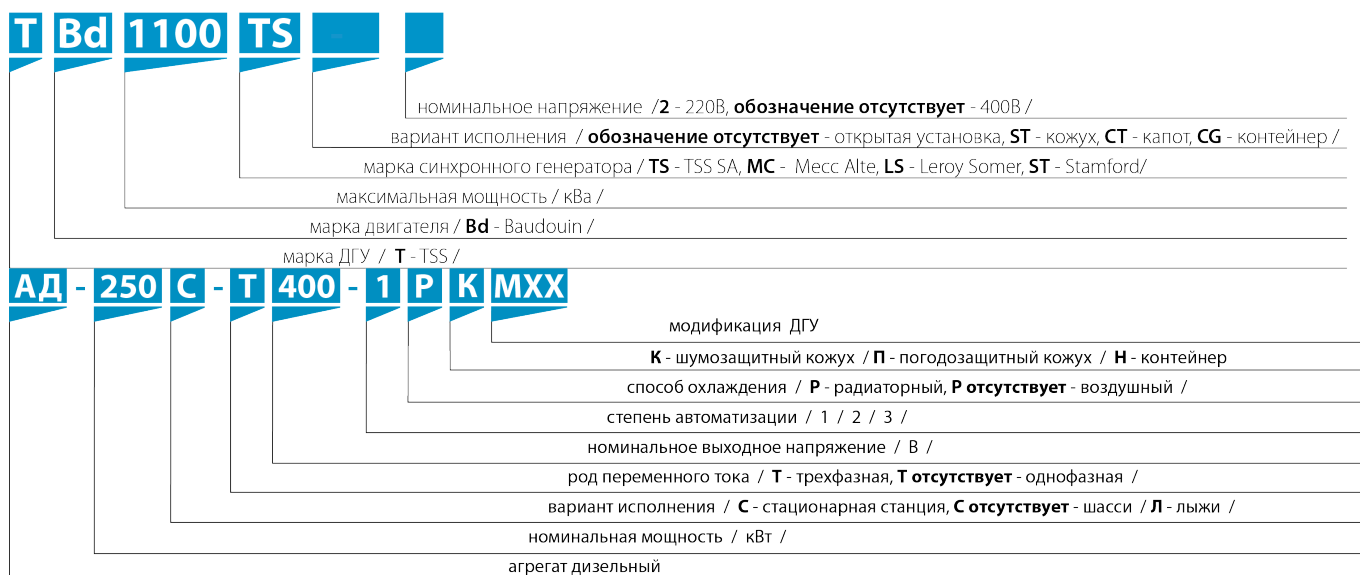 T Bd 1100 TS -
номинальное напряжение /2 - 220В, обозначение отсутствует - 400В /
вариант исполнения / обозначение отсутствует - открытая установка, ST - кожух, CT - капот, CG - контейнер /
марка синхронного генератора / TS - TSS SA, MC - Месс Alte, LS - Leroy Somer, ST - Stamford/
максимальная мощность / кВа /
марка двигателя / Bd - Baudouin /
марка ДГУ / T - TSS /
АД - 250 С - Т 400 - 1 Р К МХХ
модификация ДГУ
К - шумозащитный кожух / П - погодозащитный кожух / Н - контейнер
способ охлаждения / Р - радиаторный, Р отсутствует - воздушный /
степень автоматизации / 1 / 2 / 3 /
номинальное выходное напряжение / В /
род переменного тока / Т - трехфазная, Т отсутствует - однофазная /
вариант исполнения / С - стационарная станция, С отсутствует - шасси / Л - лыжи /
номинальная мощность / кВт /
агрегат дизельный